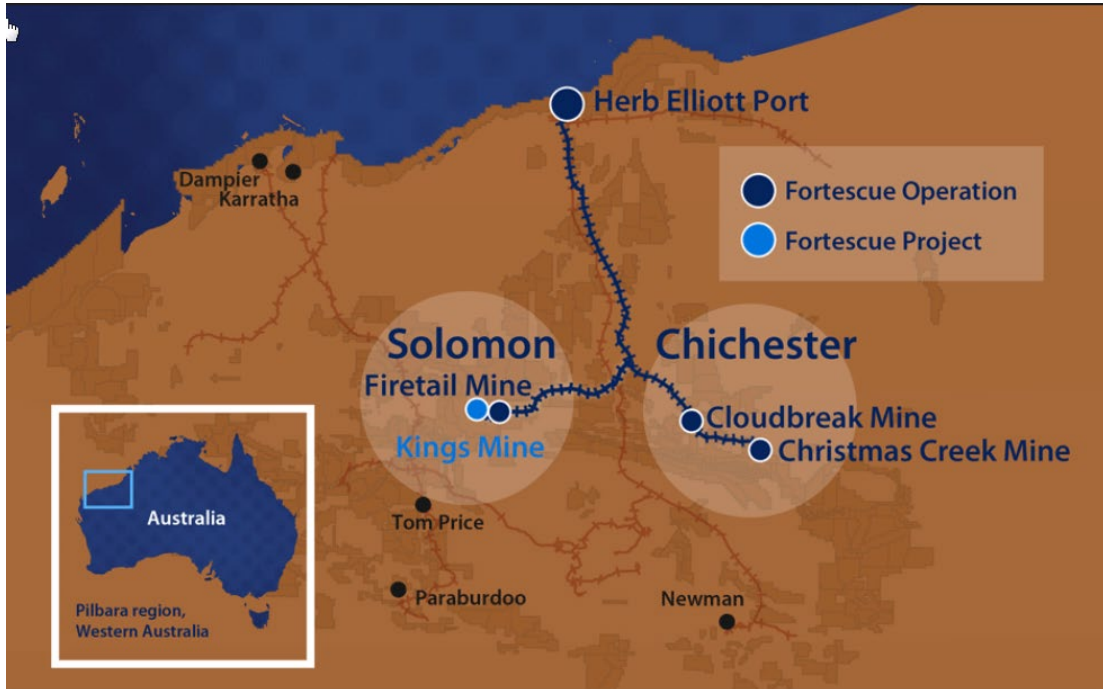 Herb Elliott Port
Dampier
Karratha
Fortescue Operation
Fortescue Project
Solomon
Chichester
Firetail Mine
Kings Mine
Cloudbreak Mine
Christmas Creek Mine
Tom Price
Paraburdoo
Newman
Australia
Pilbara region,
Western Australia